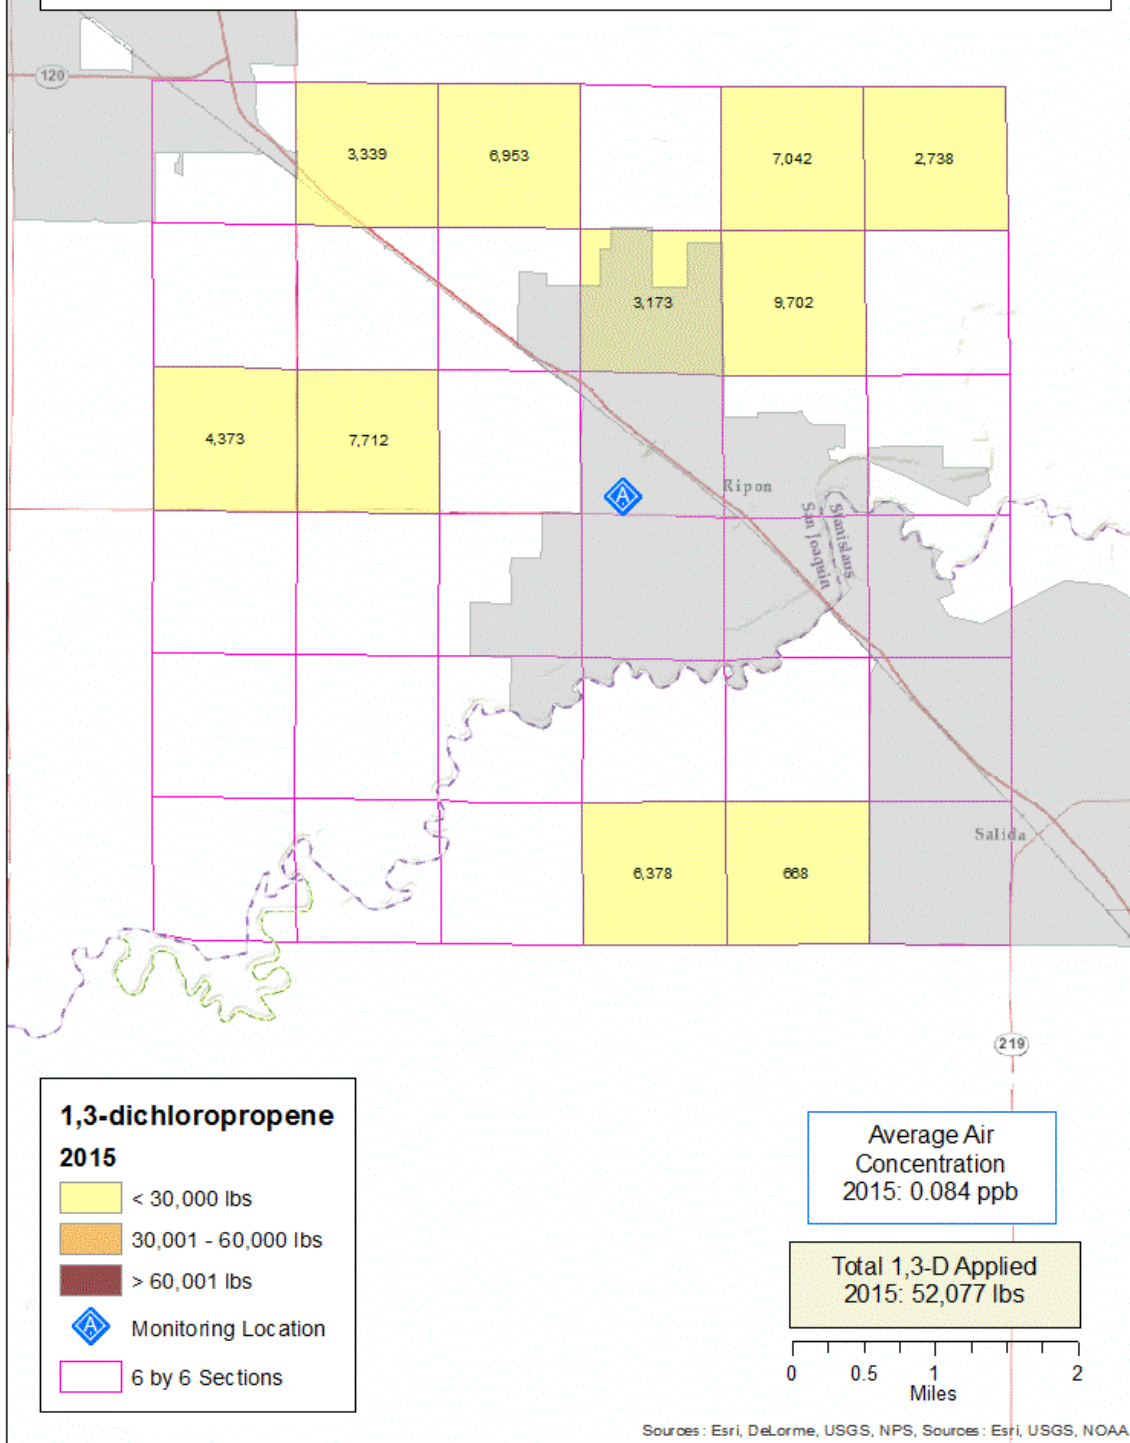 120
3,339
6,953
7,042
2,738
3,173
9,702
4,373
7,712
Ripon
San Joaquin
Stanislaus
Salida
6,378
668
219
1,3-dichloropropene
2015
< 30,000 lbs
30,001 - 60,000 lbs
> 60,001 lbs
A
Monitoring Location
6 by 6 Sections
Average Air
Concentration
2015: 0.084 ppb
Total 1,3-D Applied
2015: 52,077 lbs
0 0.5 1 2
Miles
Sources: Esri, DeLorme, USGS, NPS, Sources: Esri, USGS, NOAA